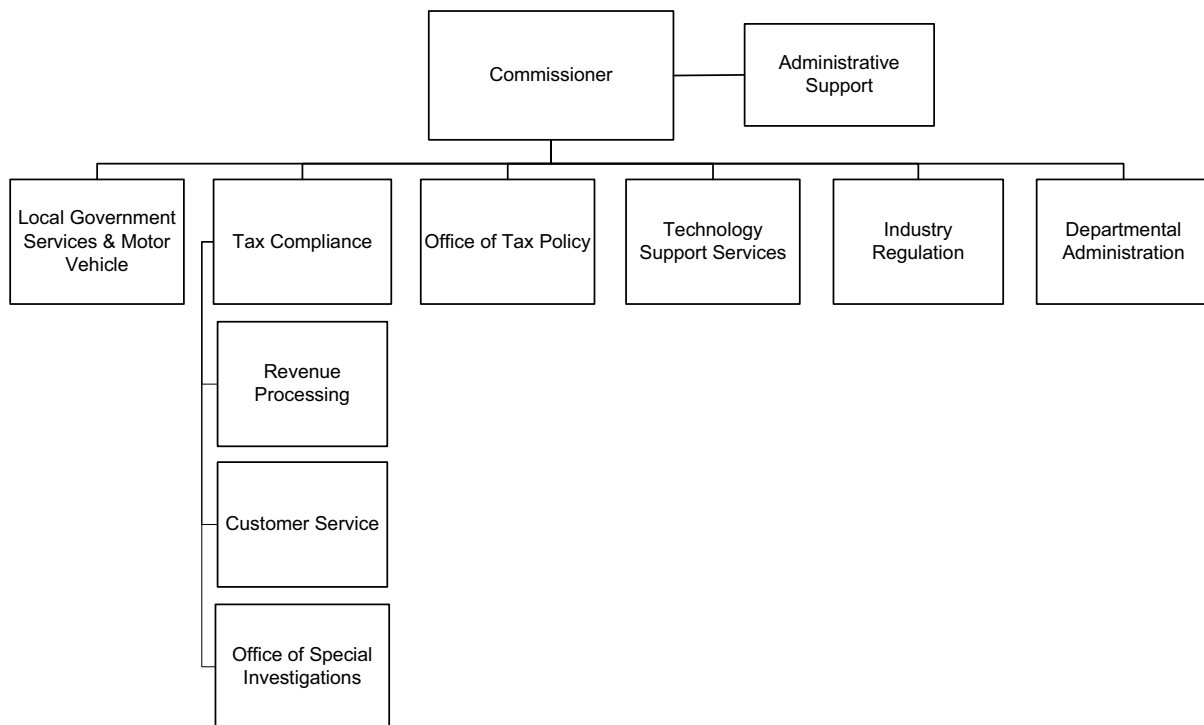 Commissioner
Administrative
Support
Local Government
Services & Motor
Vehicle
Tax Compliance
Office of Tax Policy
Technology
Support Services
Industry
Regulation
Departmental
Administration
Revenue
Processing
Customer Service
Office of Special
Investigations